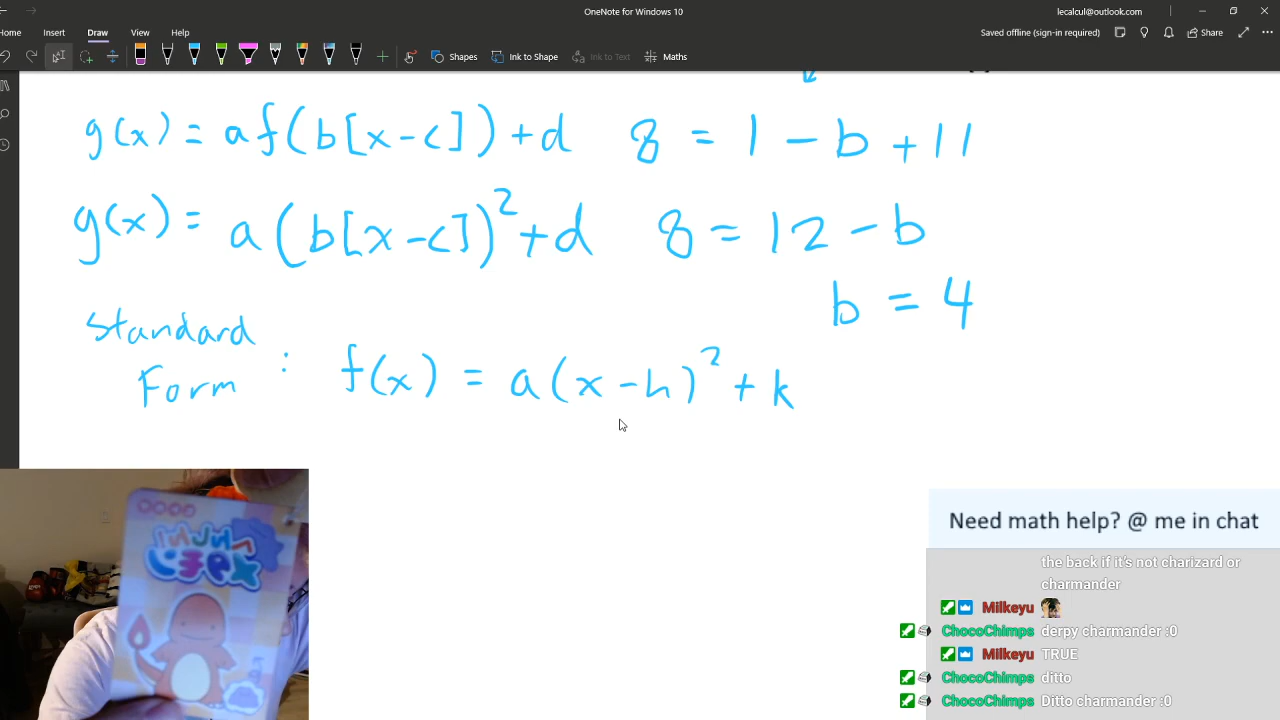 OneNote for Windows 10
lecalcul@outlook.com
Home Insert Draw View Help
Saved offline (sign-in required)
Share
Shapes
Ink to Shape
Ink to Text
Maths
g(x) = af(b[x-c])+d
8 = 1 - b + 11
g(x) = a(b[x-c])²+d
8 = 12 - b
b = 4
Standard
Form : f(x) = a(x-h)²+k
Need math help? @ me in chat
the back if it's not charizard or
charmander
Milkeyu
ChocoChimps derpy charmander :0
Milkeyu TRUE
ChocoChimps ditto
ChocoChimps Ditto charmander :0